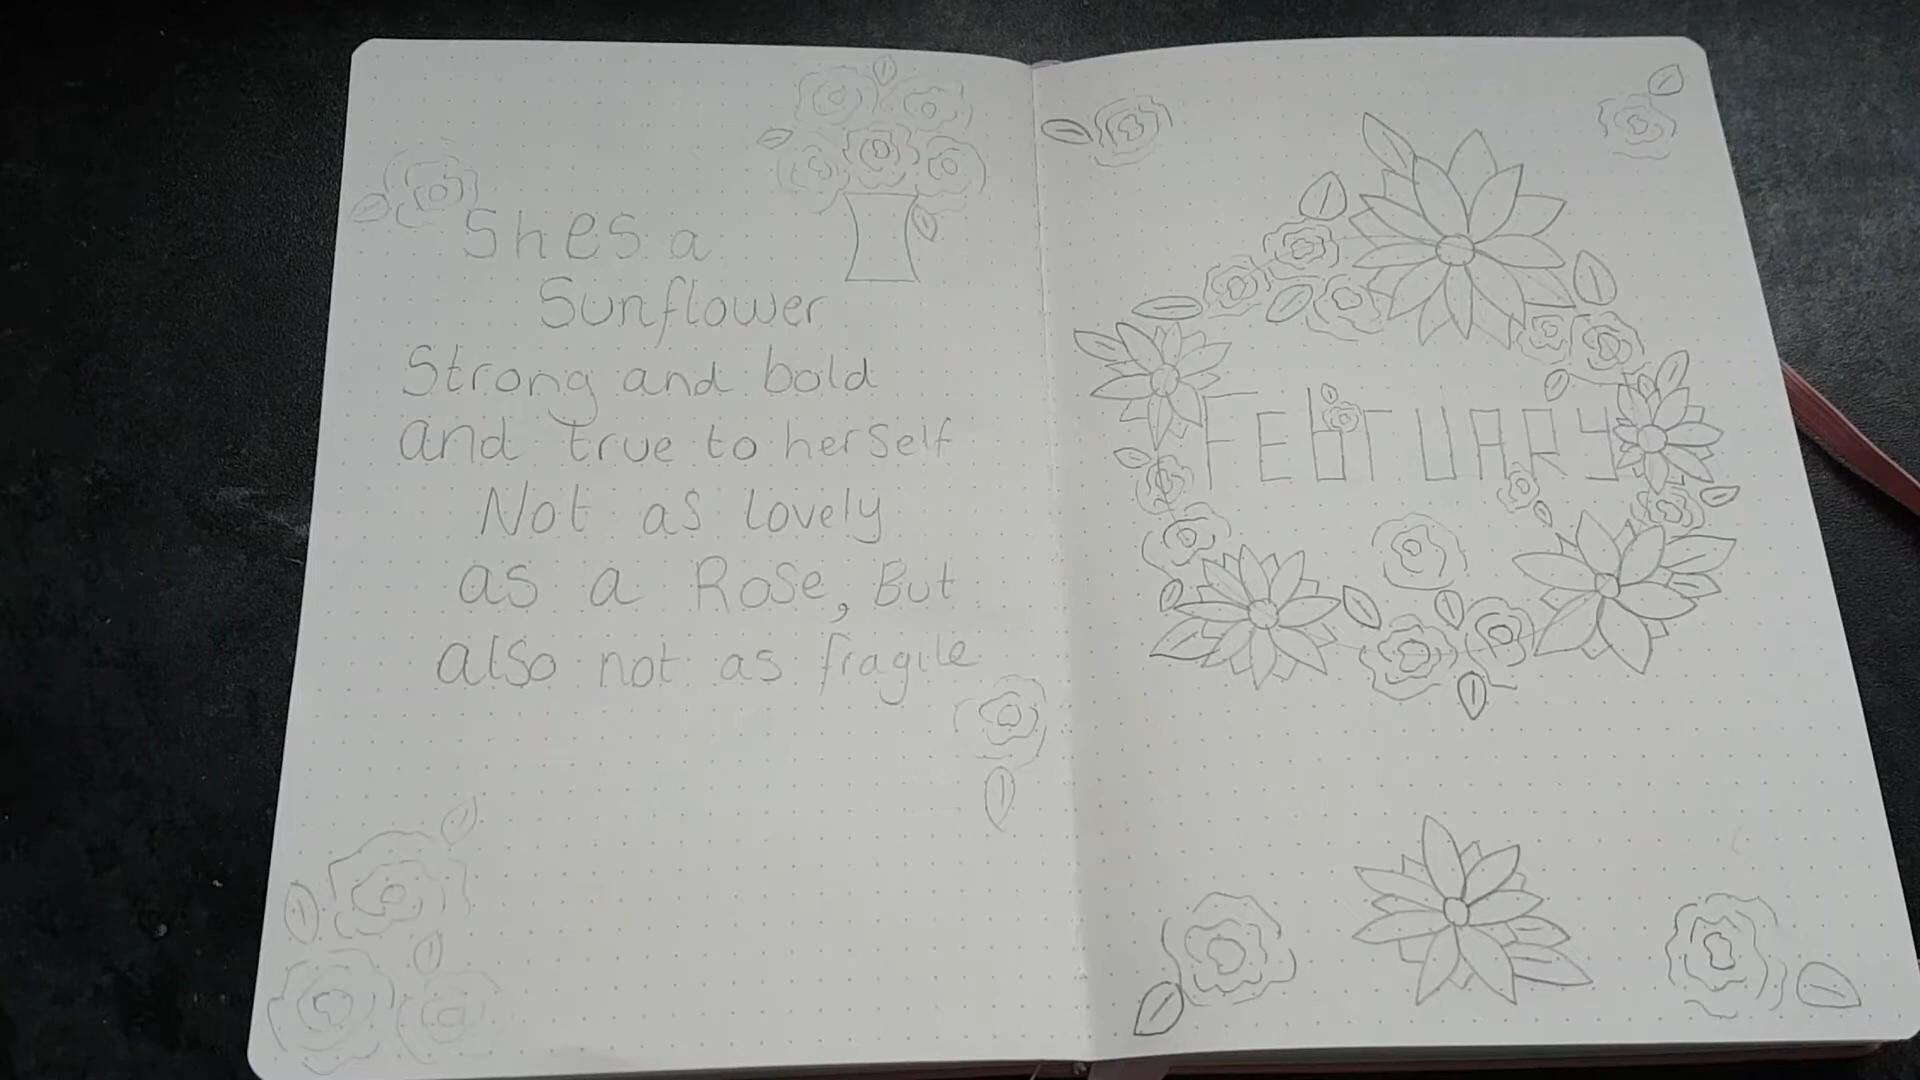 Shes a
Sunflower
Strong and bold
and true to herself
Not as lovely
as a Rose, But
also not as fragile
February